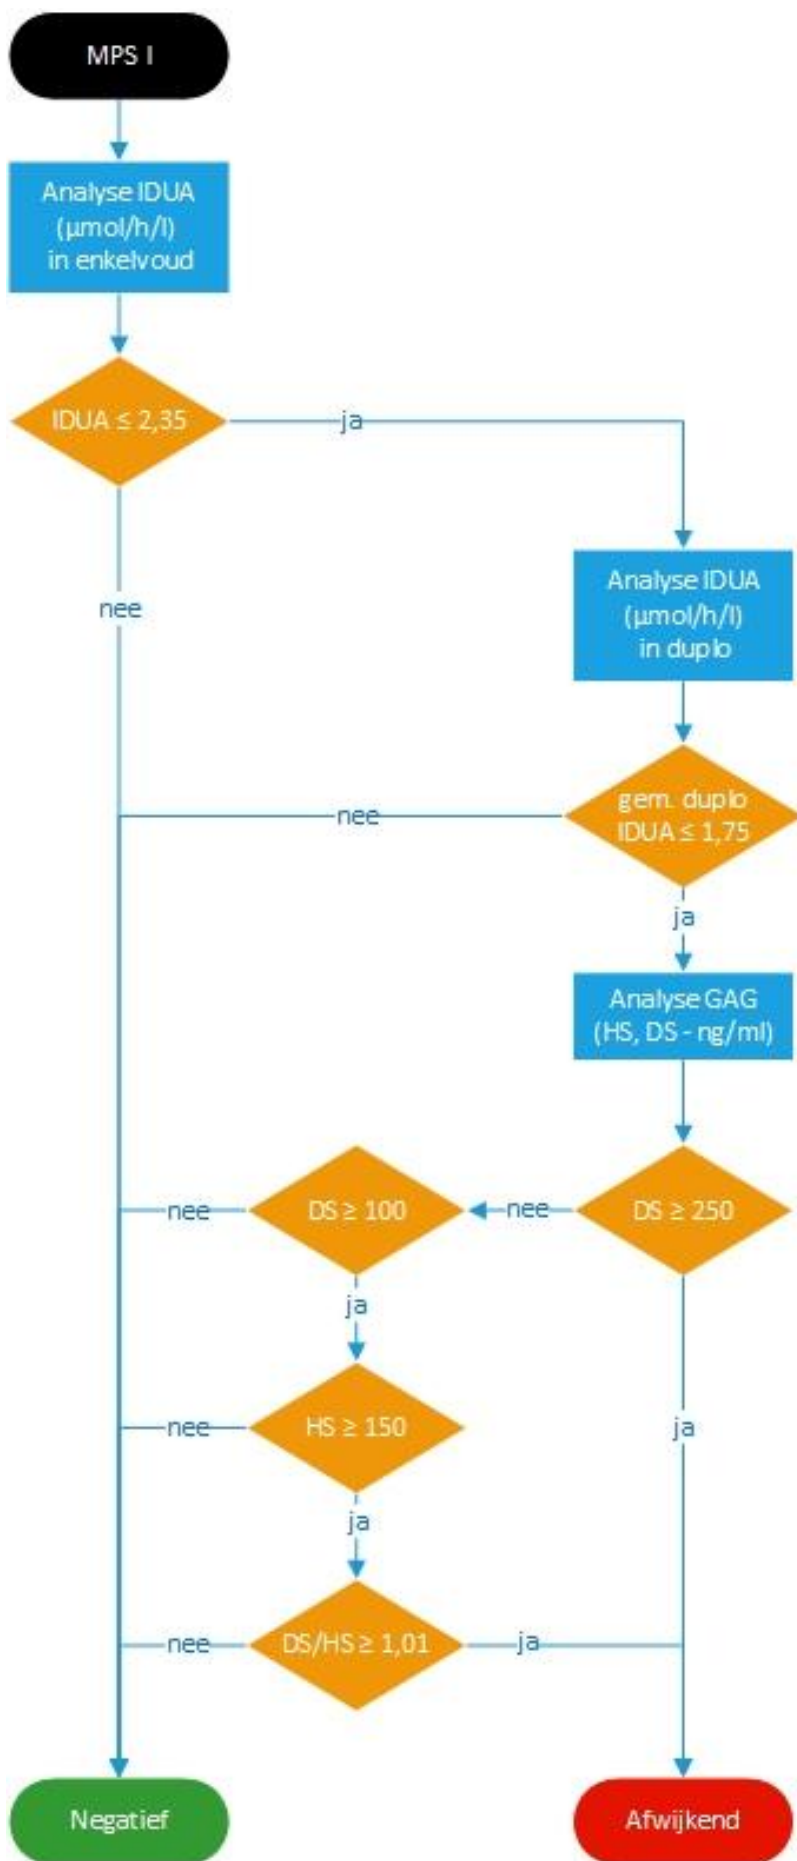 MPS I
Analyse IDUA
(µmol/h/l)
in enkelvoud
IDUA ≤ 2,35
ja
nee
Analyse IDUA
(µmol/h/l)
in duplo
gem. duplo
IDUA ≤ 1,75
nee
ja
Analyse GAG
(HS, DS - ng/ml)
DS ≥ 250
nee
DS ≥ 100
nee
ja
HS ≥ 150
nee
ja
ja
DS/HS ≥ 1,01
nee
ja
Negatief
Afwijkend